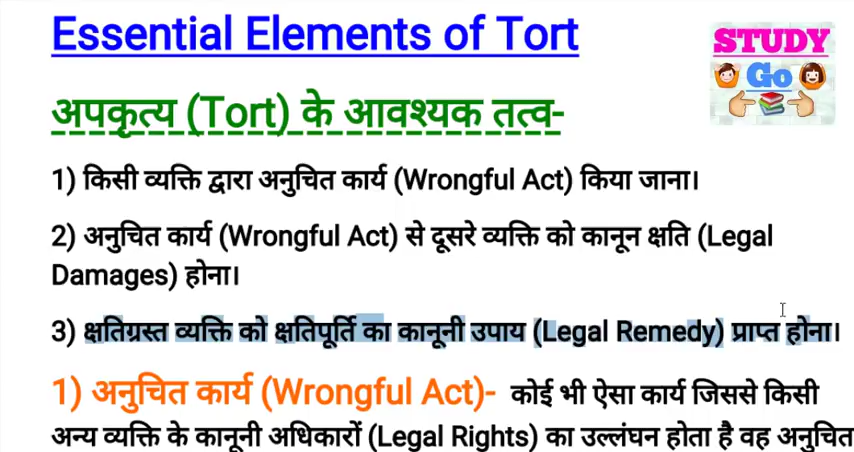 Essential Elements of Tort
STUDY
Go
अपकृत्य (Tort) के आवश्यक तत्व-
1) किसी व्यक्ति द्वारा अनुचित कार्य (Wrongful Act) किया जाना।
2) अनुचित कार्य (Wrongful Act) से दूसरे व्यक्ति को कानून क्षति (Legal
Damages) होना।
3) क्षतिग्रस्त व्यक्ति को क्षतिपूर्ति का कानूनी उपाय (Legal Remedy) प्राप्त होना।
1) अनुचित कार्य (Wrongful Act)- कोई भी ऐसा कार्य जिससे किसी
अन्य व्यक्ति के कानूनी अधिकारों (Legal Rights) का उल्लंघन होता है वह अनुचित